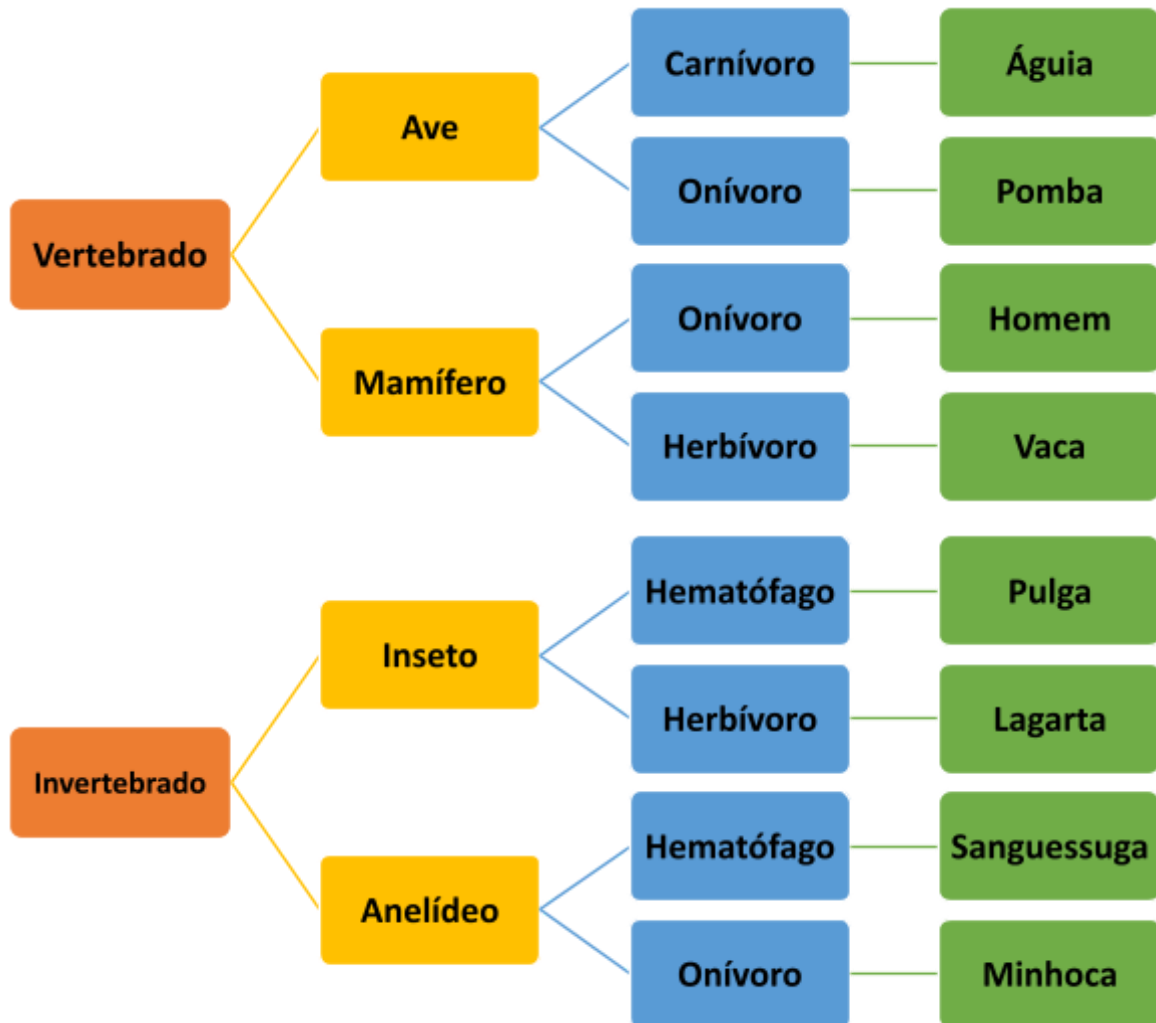 Vertebrado
Ave
Carnívoro
Águia
Onívoro
Pomba
Mamífero
Onívoro
Homem
Herbívoro
Vaca
Invertebrado
Inseto
Hematófago
Pulga
Herbívoro
Lagarta
Anelídeo
Hematófago
Sanguessuga
Onívoro
Minhoca